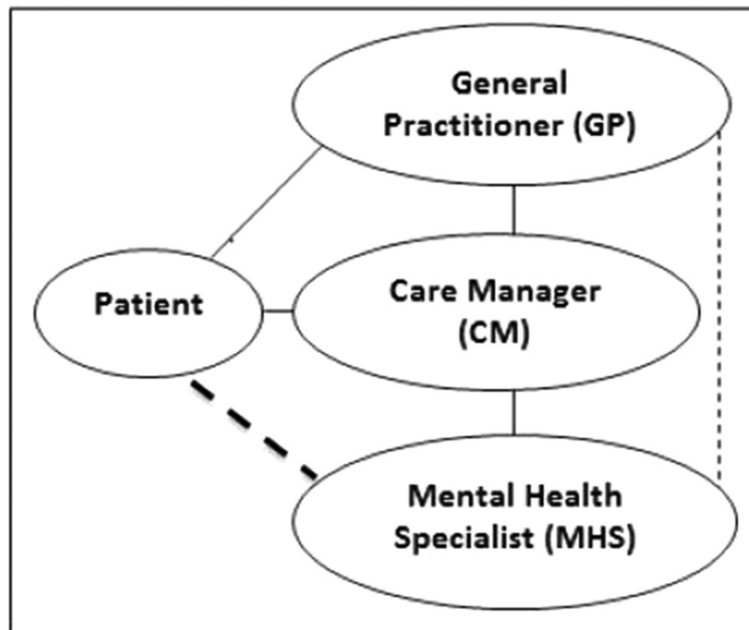 General
Practitioner (GP)
Patient
Care Manager
(CM)
Mental Health
Specialist (MHS)